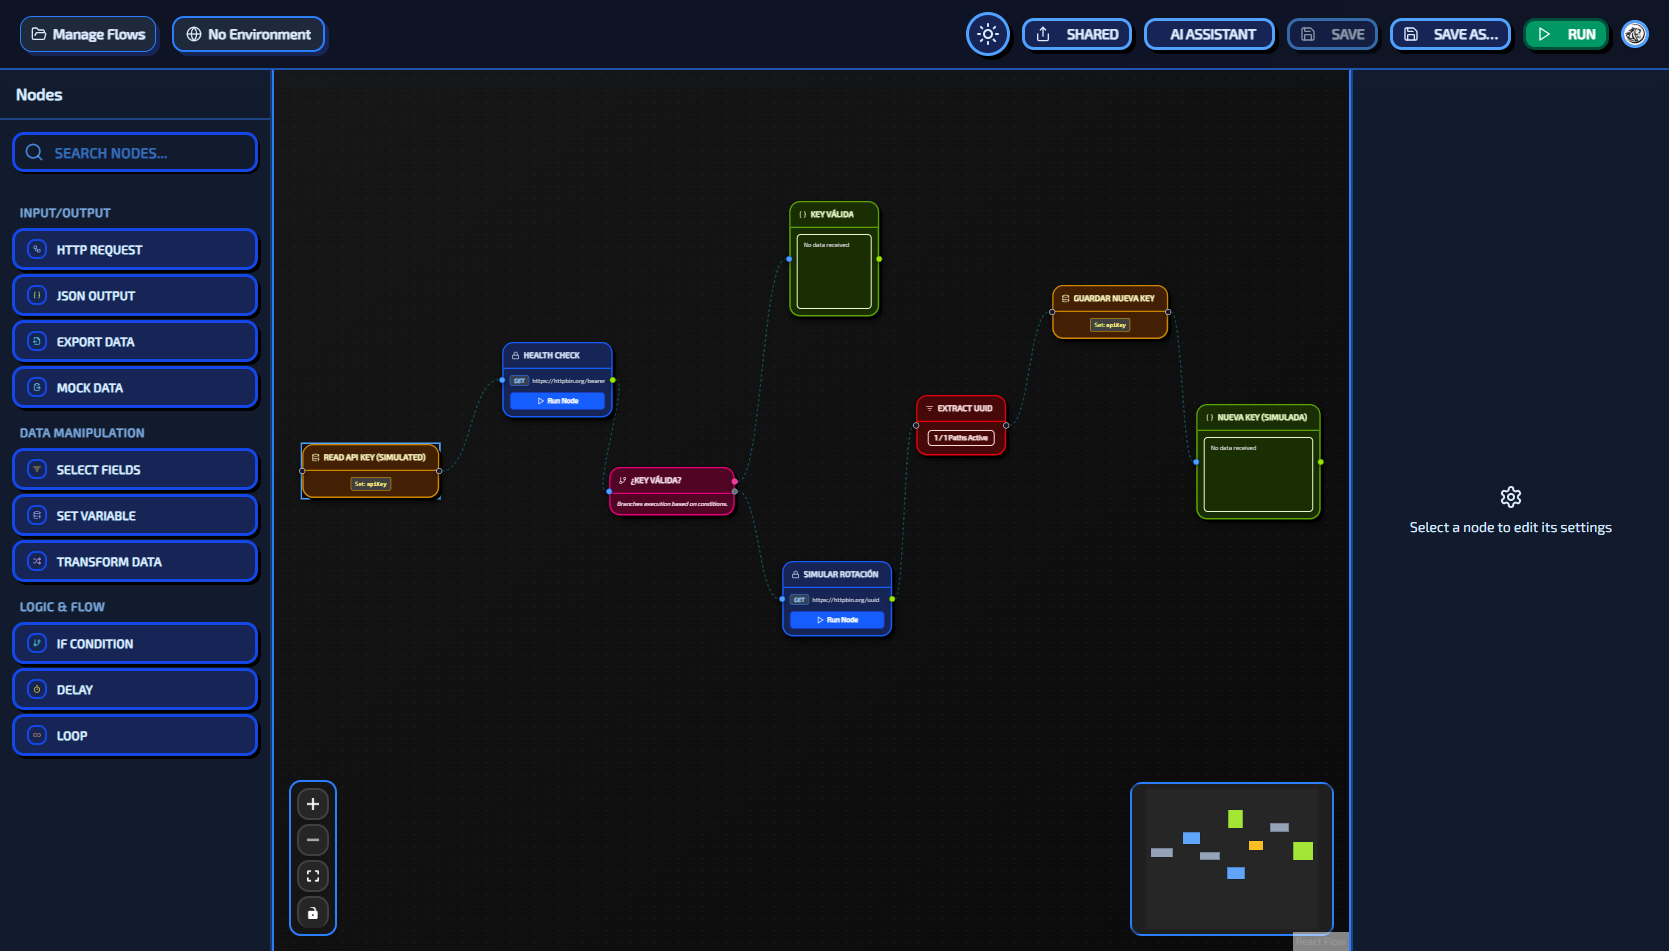 Manage Flows
No Environment
SHARED
AI ASSISTANT
SAVE
SAVE AS...
RUN
Nodes
SEARCH NODES...
INPUT/OUTPUT
HTTP REQUEST
JSON OUTPUT
EXPORT DATA
MOCK DATA
DATA MANIPULATION
SELECT FIELDS
SET VARIABLE
TRANSFORM DATA
LOGIC & FLOW
IF CONDITION
DELAY
LOOP
READ API KEY (SIMULATED)
Set: apiKey
HEALTH CHECK
GET https://httpbin.org/bearer
Run Node
¿KEY VÁLIDA?
Branches execution based on conditions.
{} KEY VÁLIDA
No data received
SIMULAR ROTACIÓN
GET https://httpbin.org/uuid
Run Node
EXTRACT UUID
1 / 1 Paths Active
GUARDAR NUEVA KEY
Set: apiKey
{} NUEVA KEY (SIMULADA)
No data received
Select a node to edit its settings
React Flow